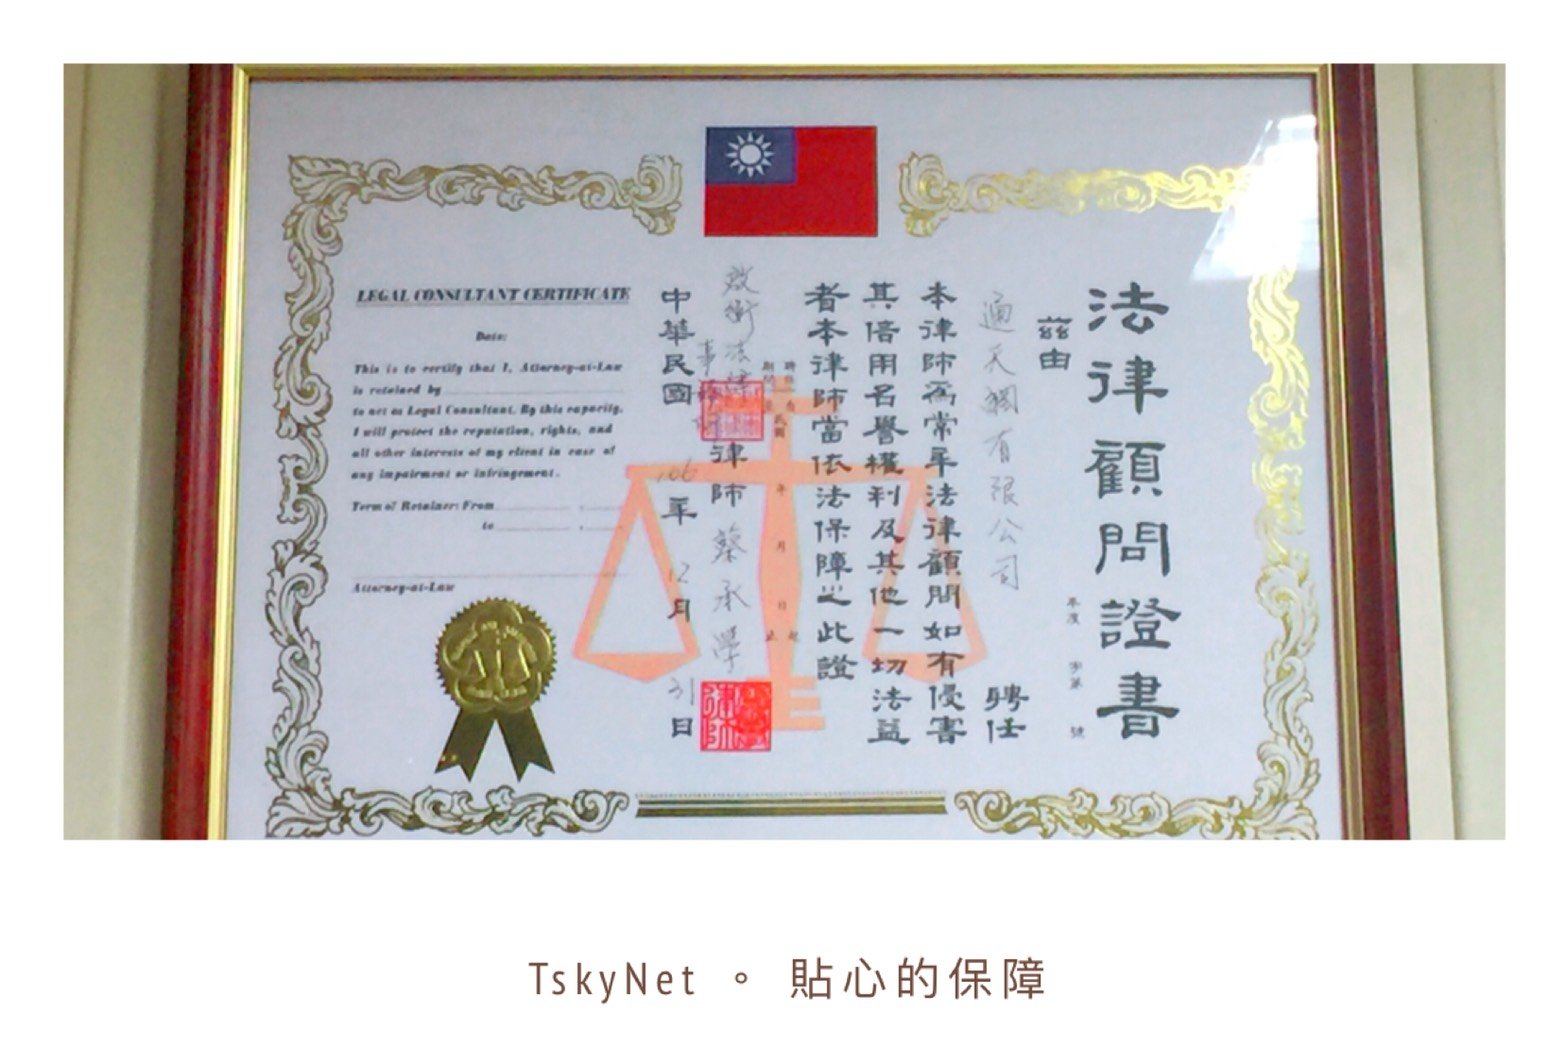 法律顧問證書
年度 字第 號
茲由
通天網有限公司 聘任
本律師為常年法律顧問如有侵害
其信用名譽權利及其他一切法益
者本律師當依法保障之此證
律師 蔡承學
中華民國 106 年 12 月 31 日
LEGAL CONSULTANT CERTIFICATE
Date:
This is to certify that I, Attorney-at-Law
is retained by
to act as Legal Consultant. By this capacity,
I will protect the reputation, rights, and
all other interests of my client in case of
any impairment or infringement.
Term of Retainer: From
to
Attorney-at-Law
TskyNet 。 貼心的保障